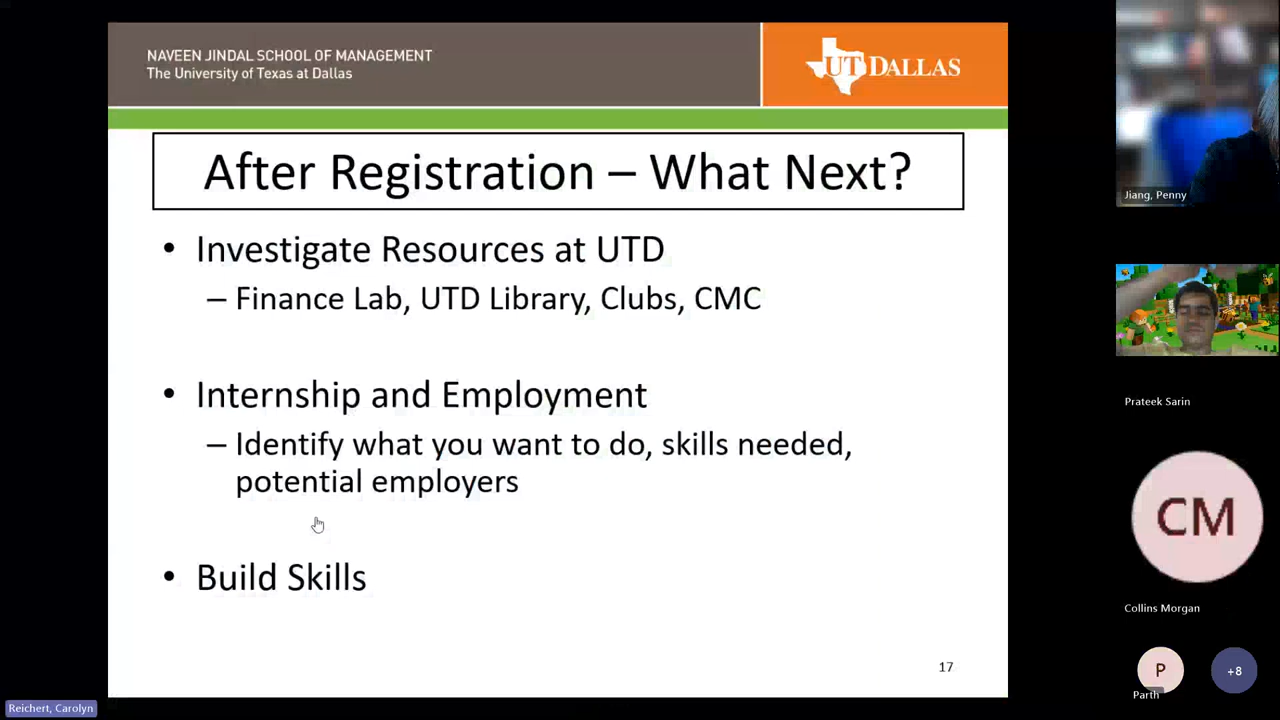 NAVEEN JINDAL SCHOOL OF MANAGEMENT
The University of Texas at Dallas
UT DALLAS
After Registration – What Next?
• Investigate Resources at UTD
– Finance Lab, UTD Library, Clubs, CMC
• Internship and Employment
– Identify what you want to do, skills needed,
potential employers
• Build Skills
17
Jiang, Penny
Prateek Sarin
CM
Collins Morgan
P
+8
Parth
Reichert, Carolyn